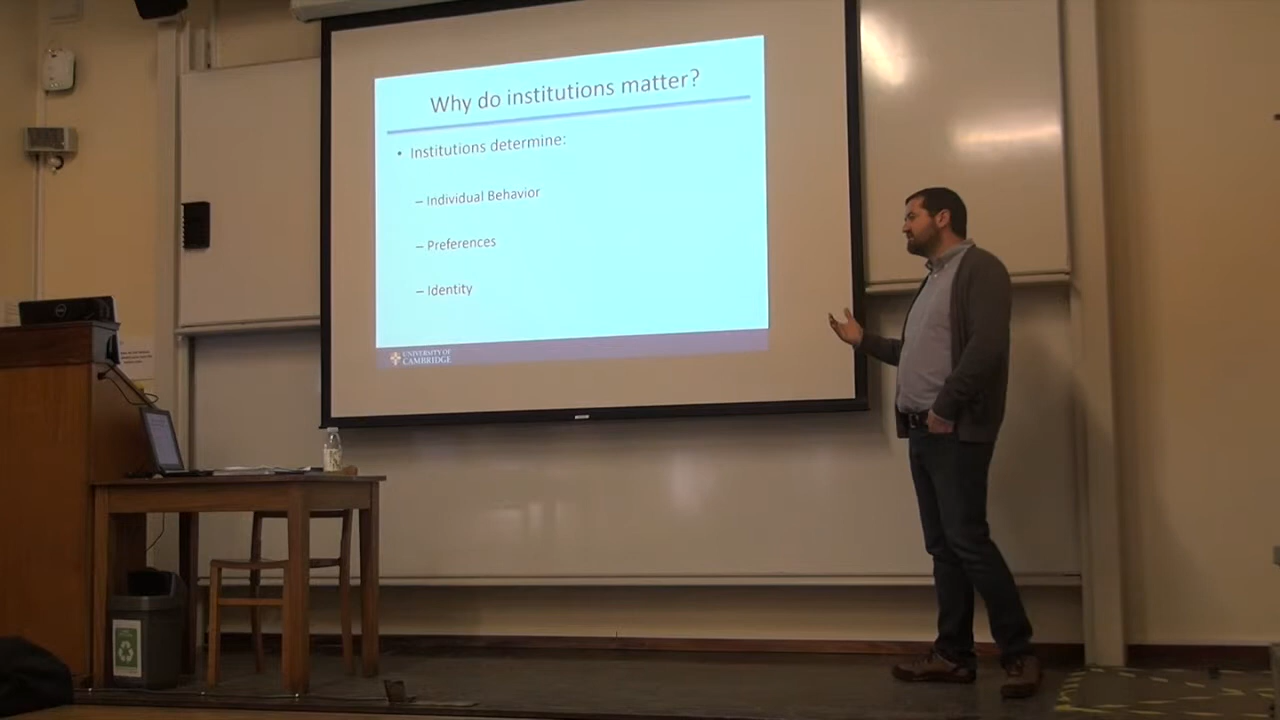 Why do institutions matter?
• Institutions determine:
– Individual Behavior
– Preferences
– Identity
UNIVERSITY OF
CAMBRIDGE